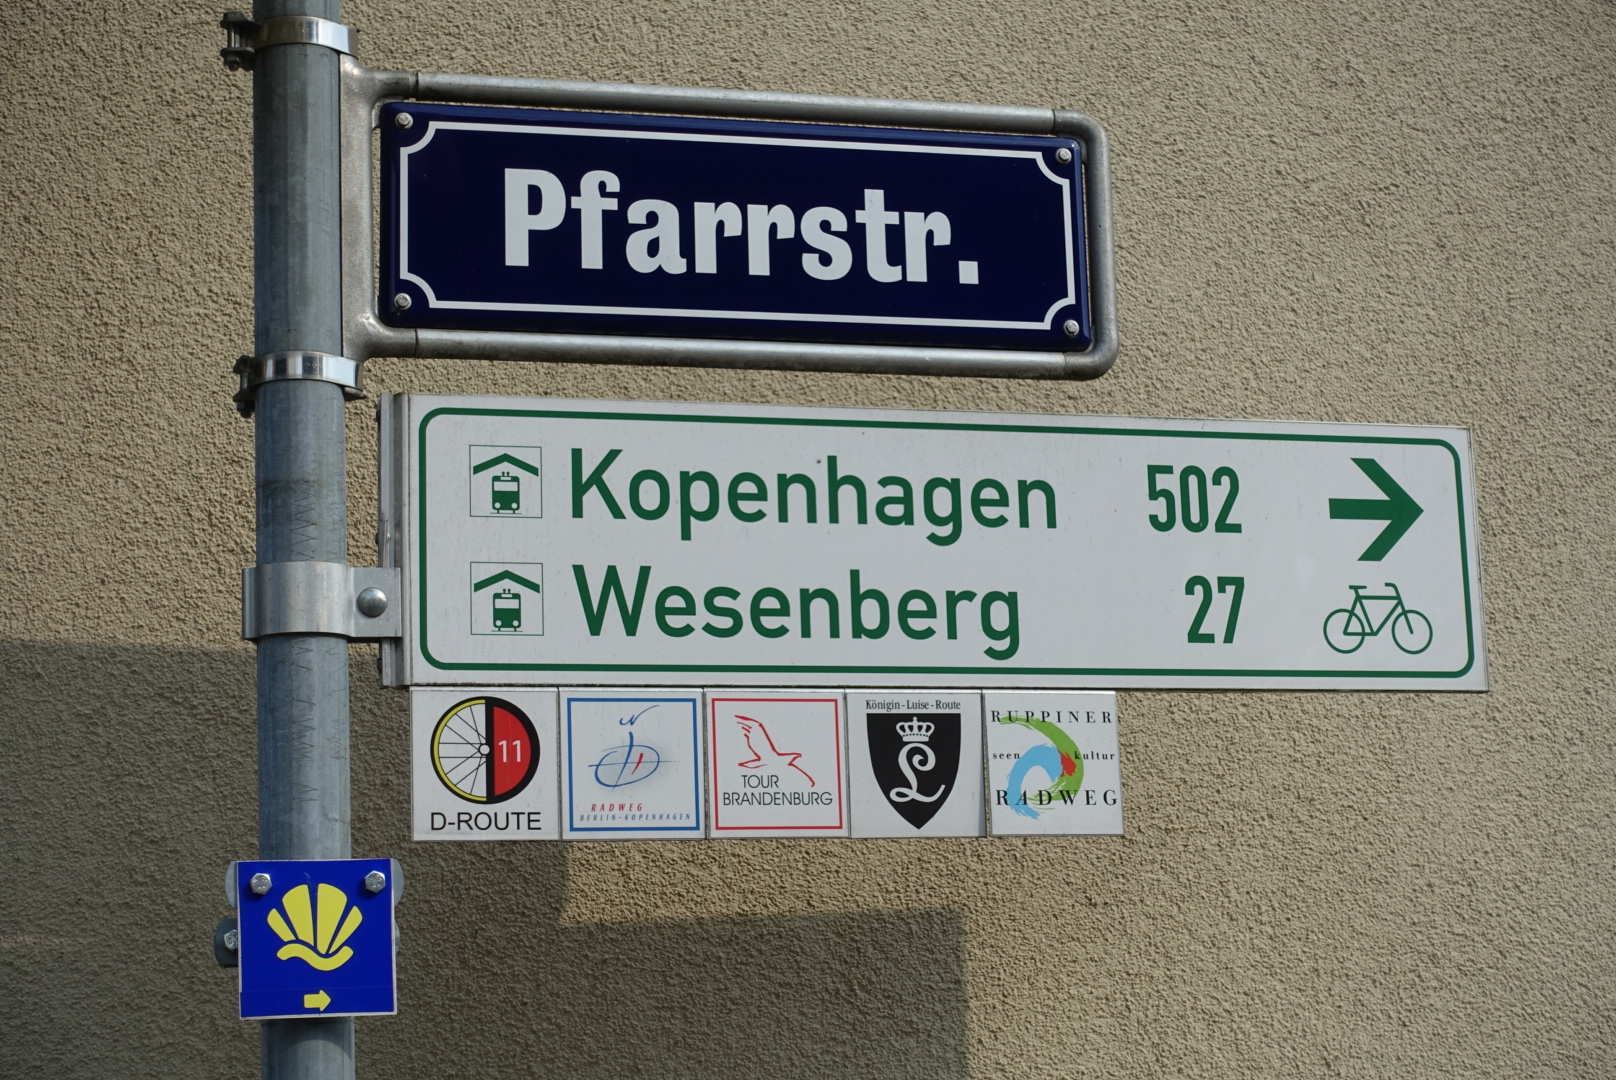 Pfarrstr.
Kopenhagen 502
Wesenberg 27
11
D-ROUTE
RADWEG
BERLIN-KOPENHAGEN
TOUR
BRANDENBURG
Königin-Luise-Route
L
RUPPINER
seen kultur
RADWEG